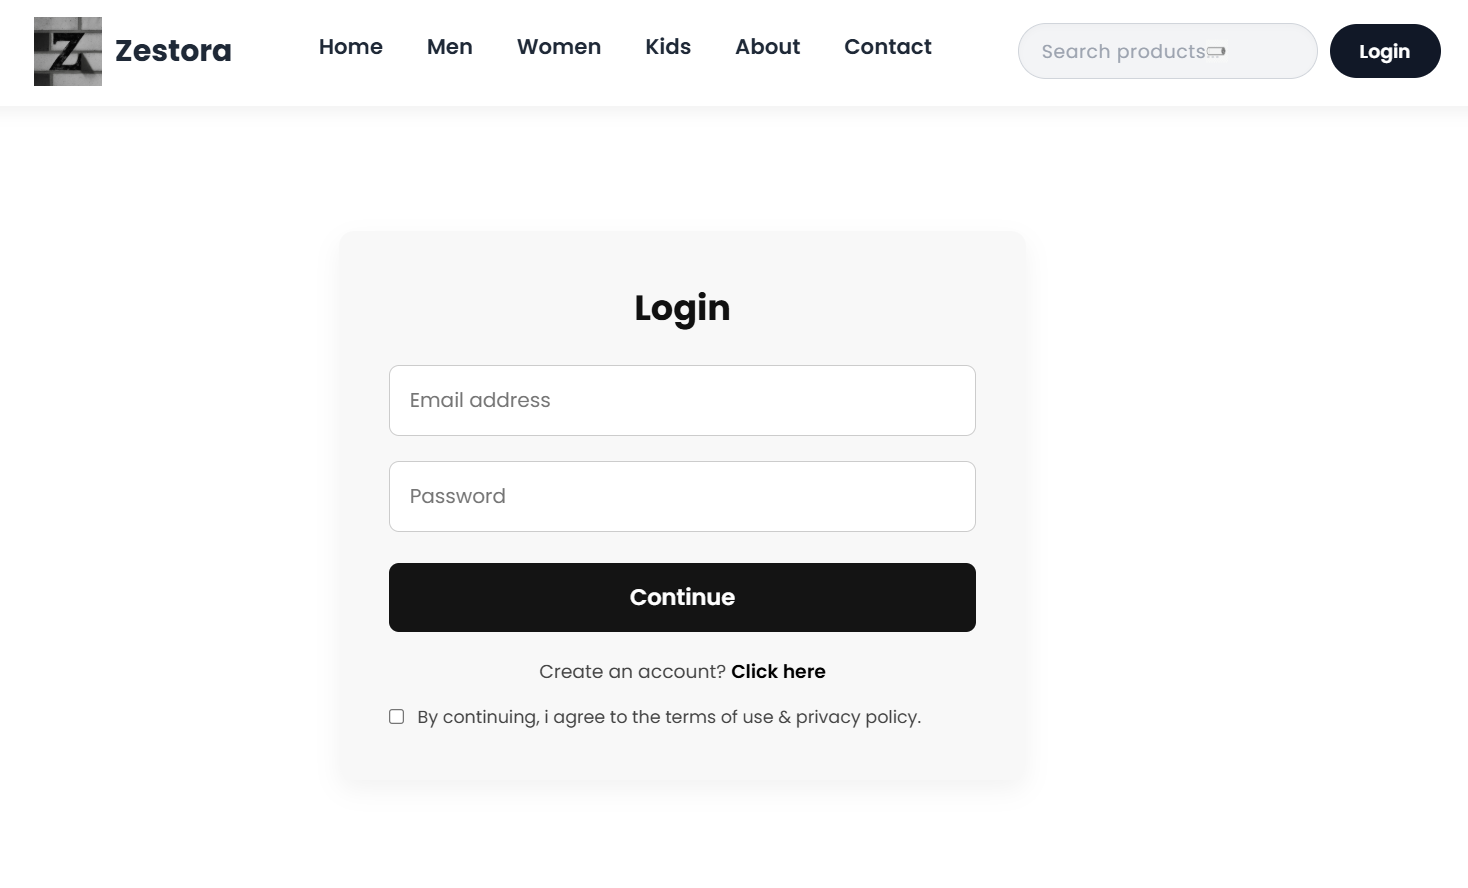 Z Zestora
Home Men Women Kids About Contact
Search products...
Login
Login
Email address
Password
Continue
Create an account? Click here
By continuing, i agree to the terms of use & privacy policy.